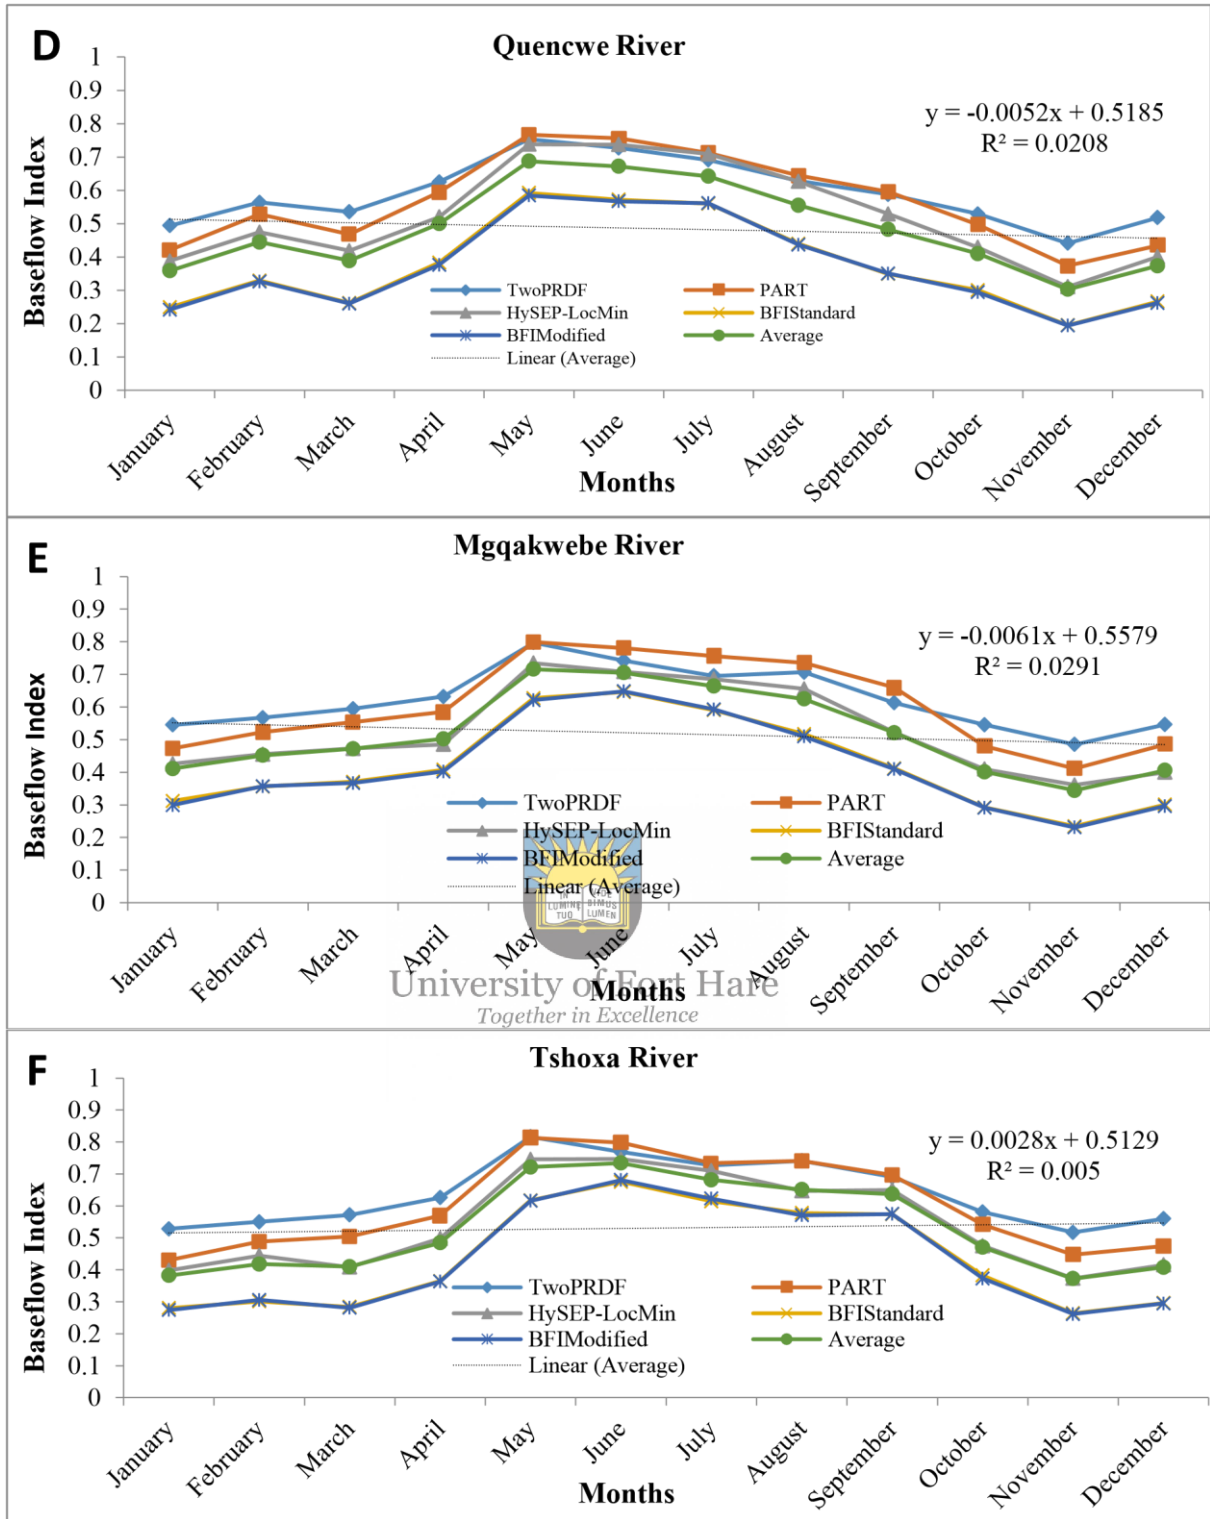 D
Quencwe River
y = -0.0052x + 0.5185
R² = 0.0208
Baseflow Index
1
0.9
0.8
0.7
0.6
0.5
0.4
0.3
0.2
0.1
0
TwoPRDF PART
HySEP-LocMin BFIStandard
BFIModified Average
Linear (Average)
January February March April May June July August September October November December
Months
E
Mgqakwebe River
y = -0.0061x + 0.5579
R² = 0.0291
Baseflow Index
1
0.9
0.8
0.7
0.6
0.5
0.4
0.3
0.2
0.1
0
TwoPRDF PART
HySEP-LocMin BFIStandard
BFIModified Average
Linear (Average)
IN
LUMINE BIMUS
TUO LUMEN
January February March April May June July August September October November December
University of Fort Hare
Months
Together in Excellence
F
Tshoxa River
y = 0.0028x + 0.5129
R² = 0.005
Baseflow Index
1
0.9
0.8
0.7
0.6
0.5
0.4
0.3
0.2
0.1
0
TwoPRDF PART
HySEP-LocMin BFIStandard
BFIModified Average
Linear (Average)
January February March April May June July August September October November December
Months